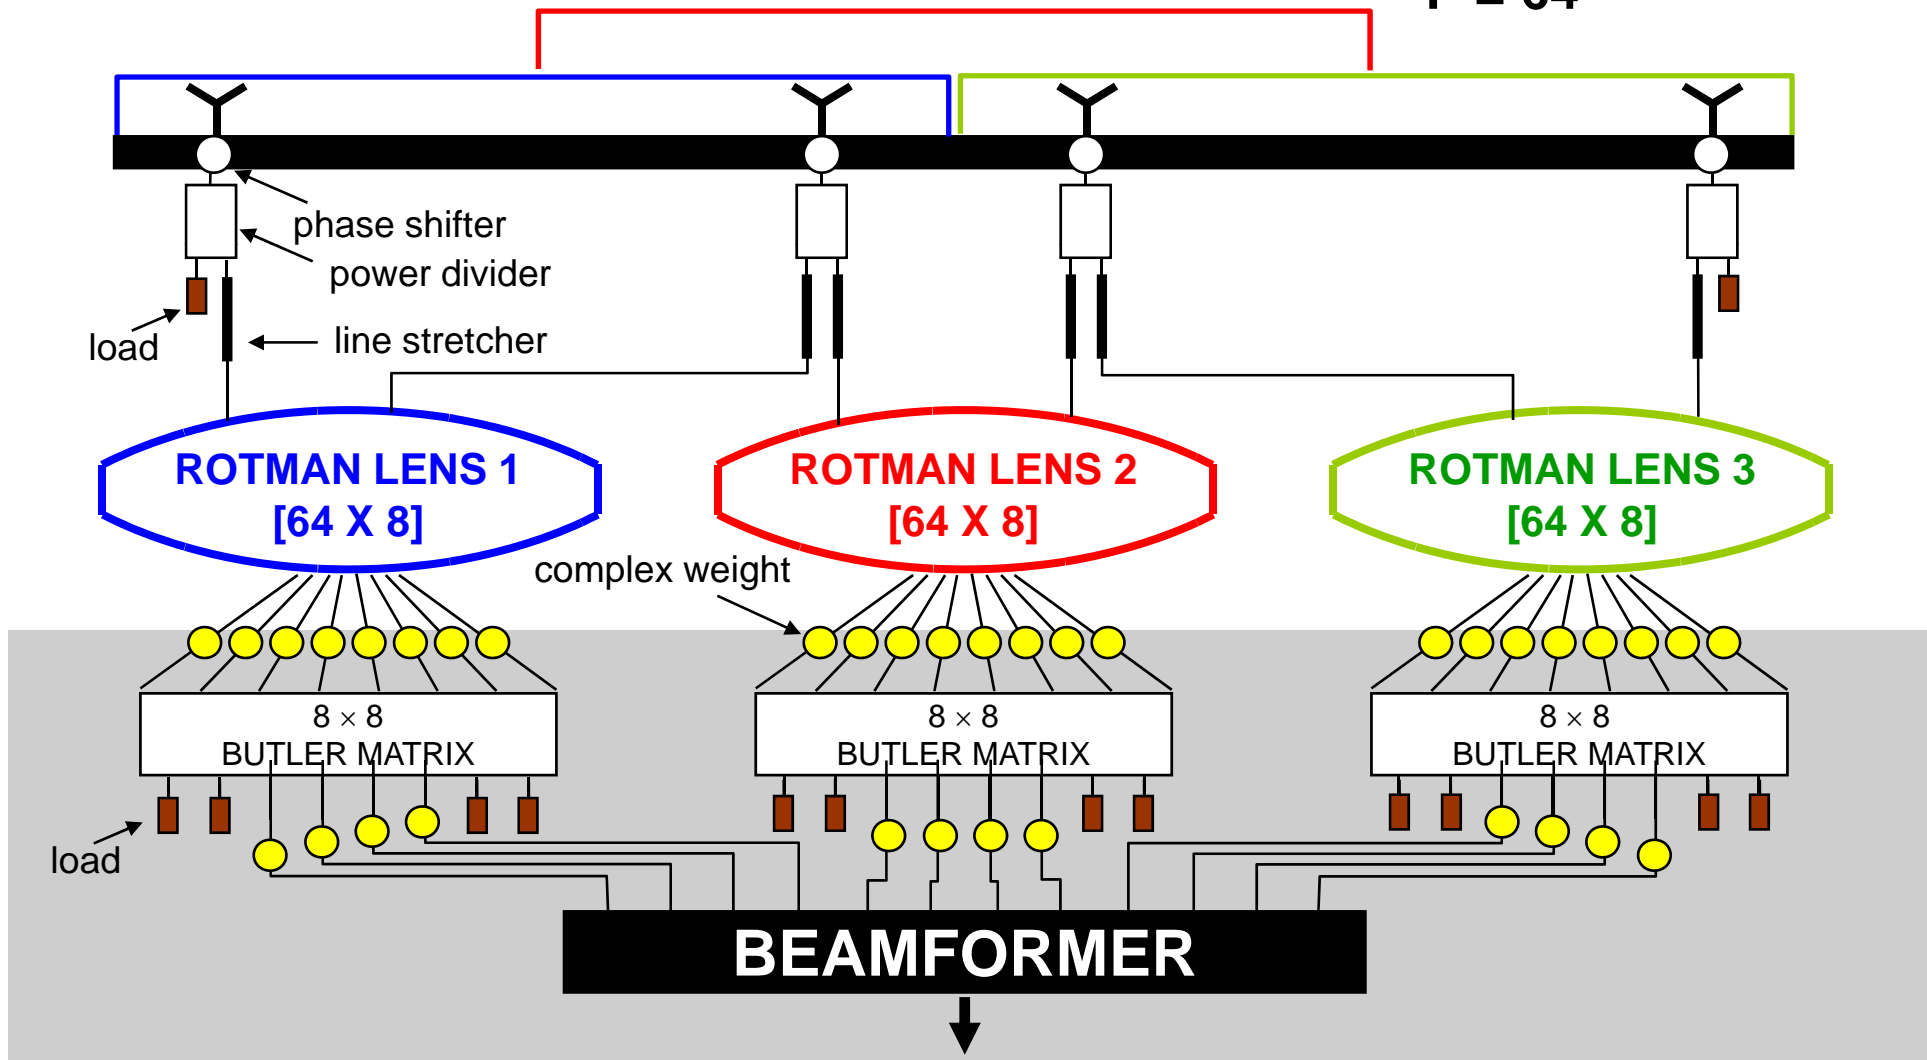 = 64
phase shifter
power divider
load
line stretcher
ROTMAN LENS 1
[64 X 8]
ROTMAN LENS 2
[64 X 8]
ROTMAN LENS 3
[64 X 8]
complex weight
8 × 8
BUTLER MATRIX
8 × 8
BUTLER MATRIX
8 × 8
BUTLER MATRIX
load
BEAMFORMER